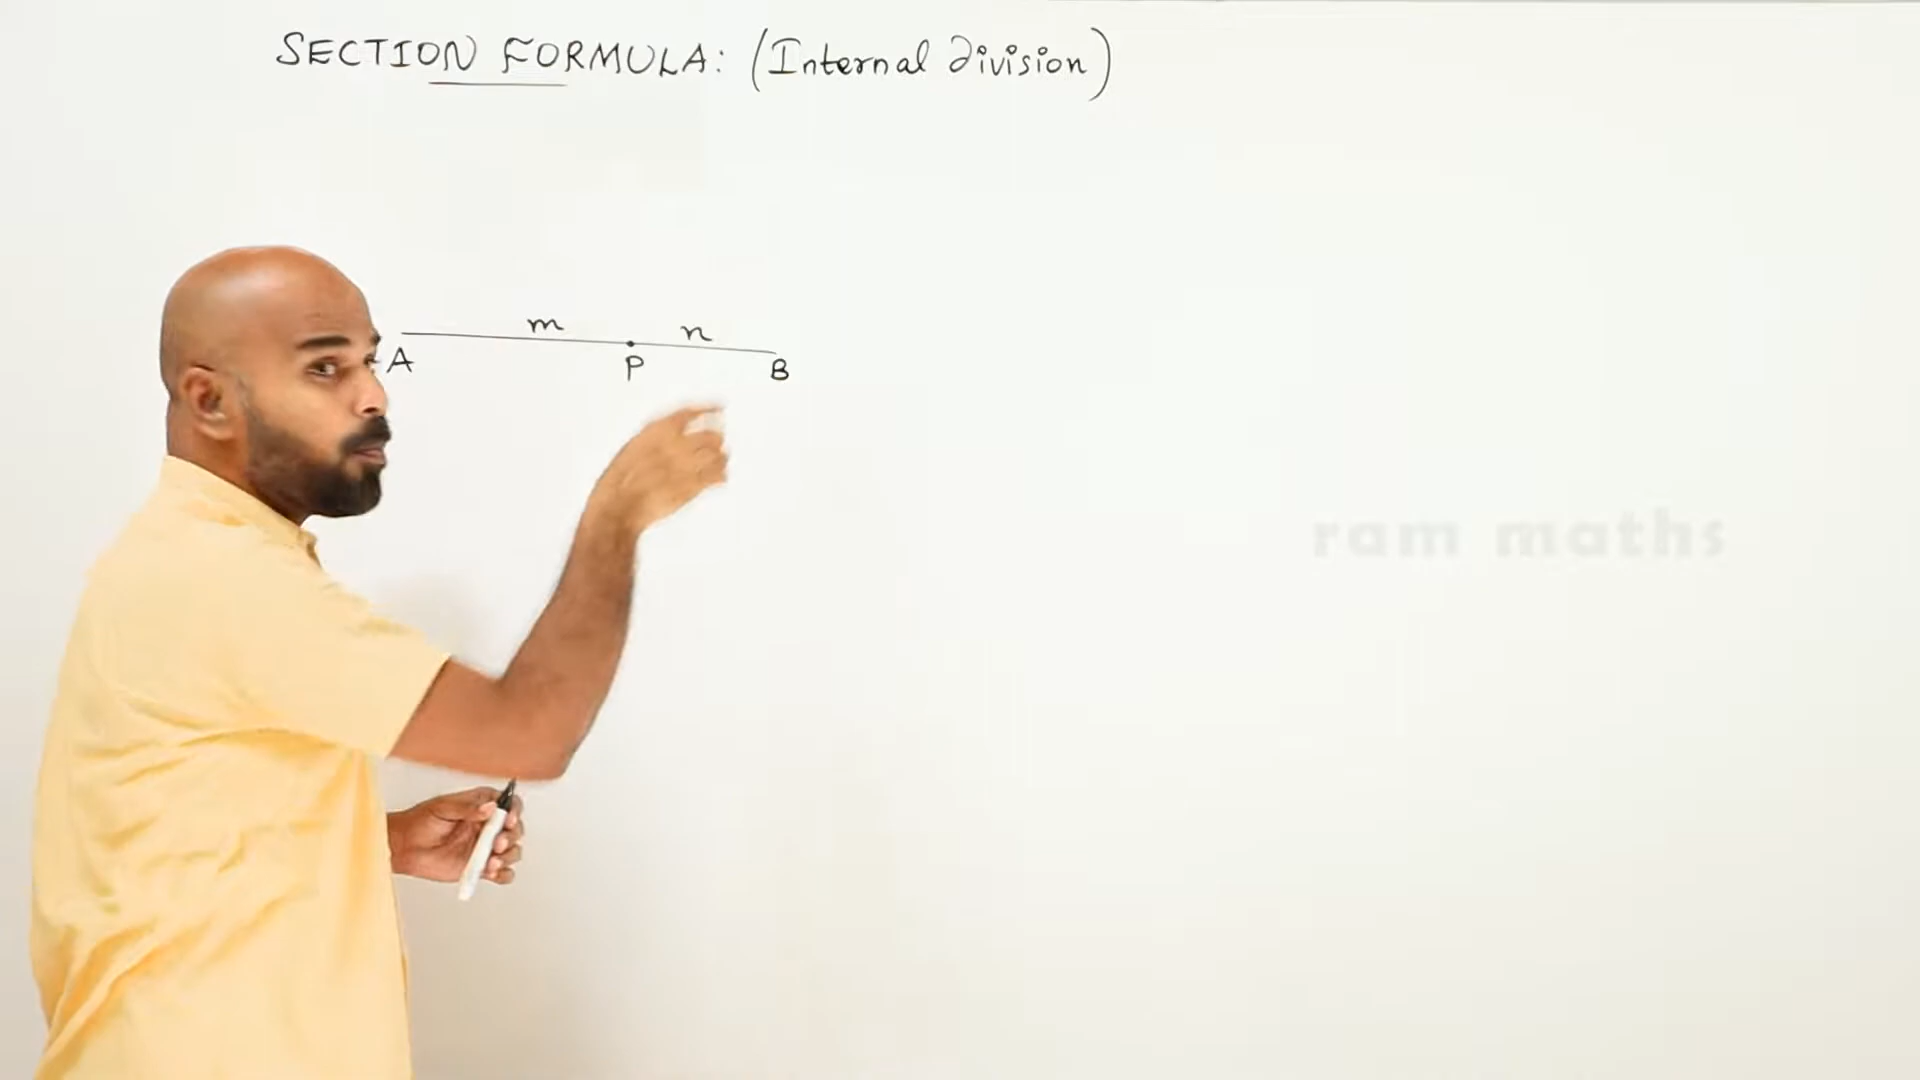 SECTION FORMULA: (Internal division)
m n
A P B
ram maths